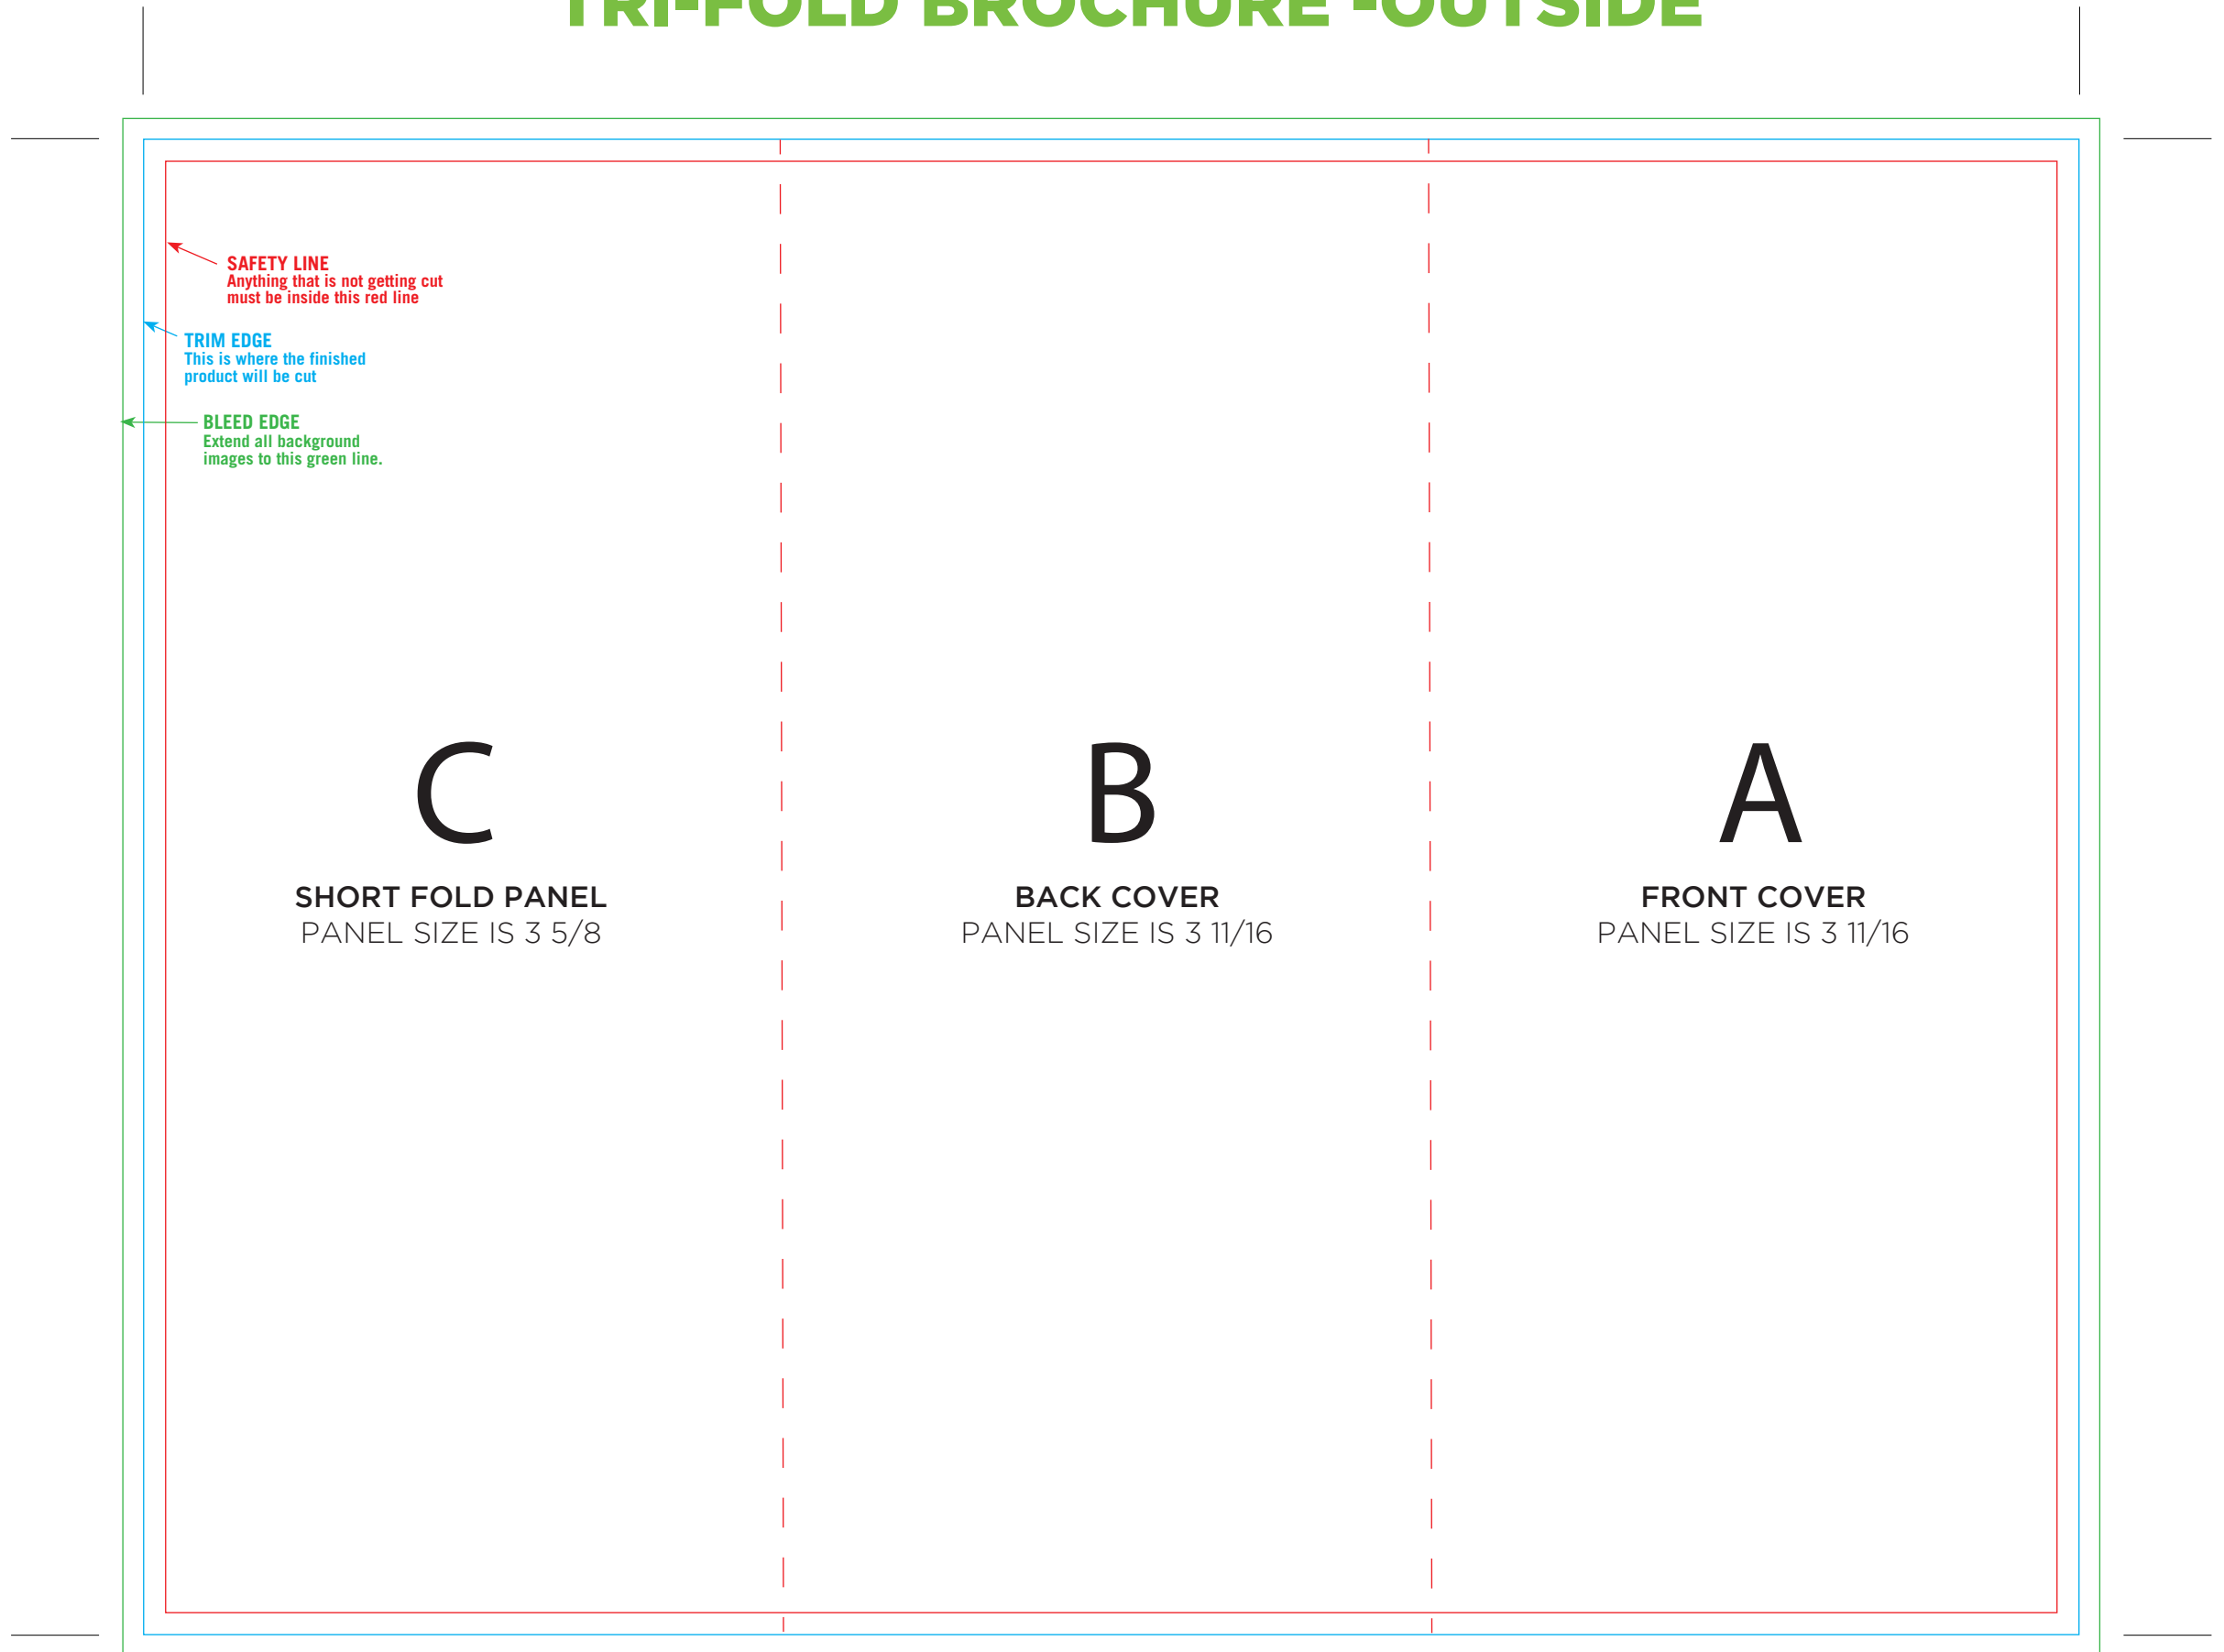 TRI-FOLD BROCHURE -OUTSIDE
SAFETY LINE
Anything that is not getting cut
must be inside this red line
TRIM EDGE
This is where the finished
product will be cut
BLEED EDGE
Extend all background
images to this green line.
C
SHORT FOLD PANEL
PANEL SIZE IS 3 5/8
B
BACK COVER
PANEL SIZE IS 3 11/16
A
FRONT COVER
PANEL SIZE IS 3 11/16